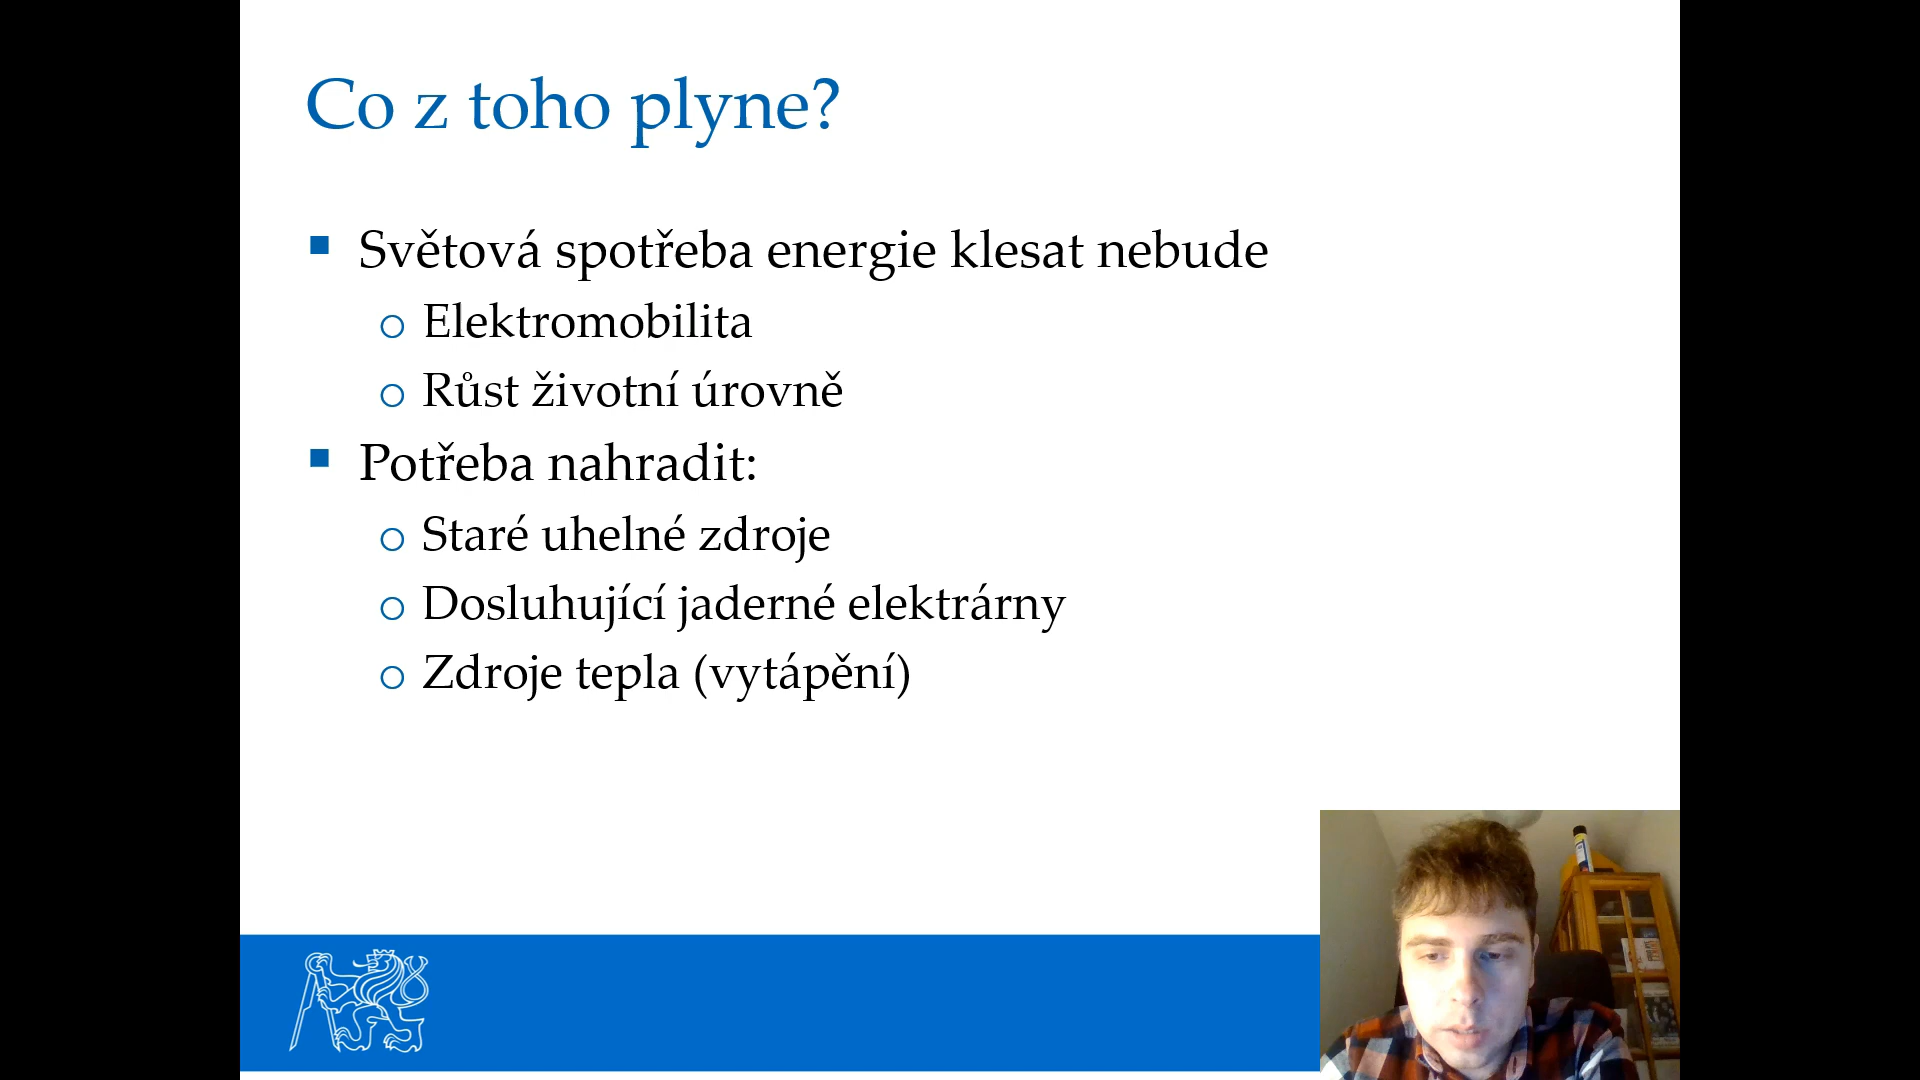 Co z toho plyne?
Světová spotřeba energie klesat nebude
Elektromobilita
Růst životní úrovně
Potřeba nahradit:
Staré uhelné zdroje
Dosluhující jaderné elektrárny
Zdroje tepla (vytápění)